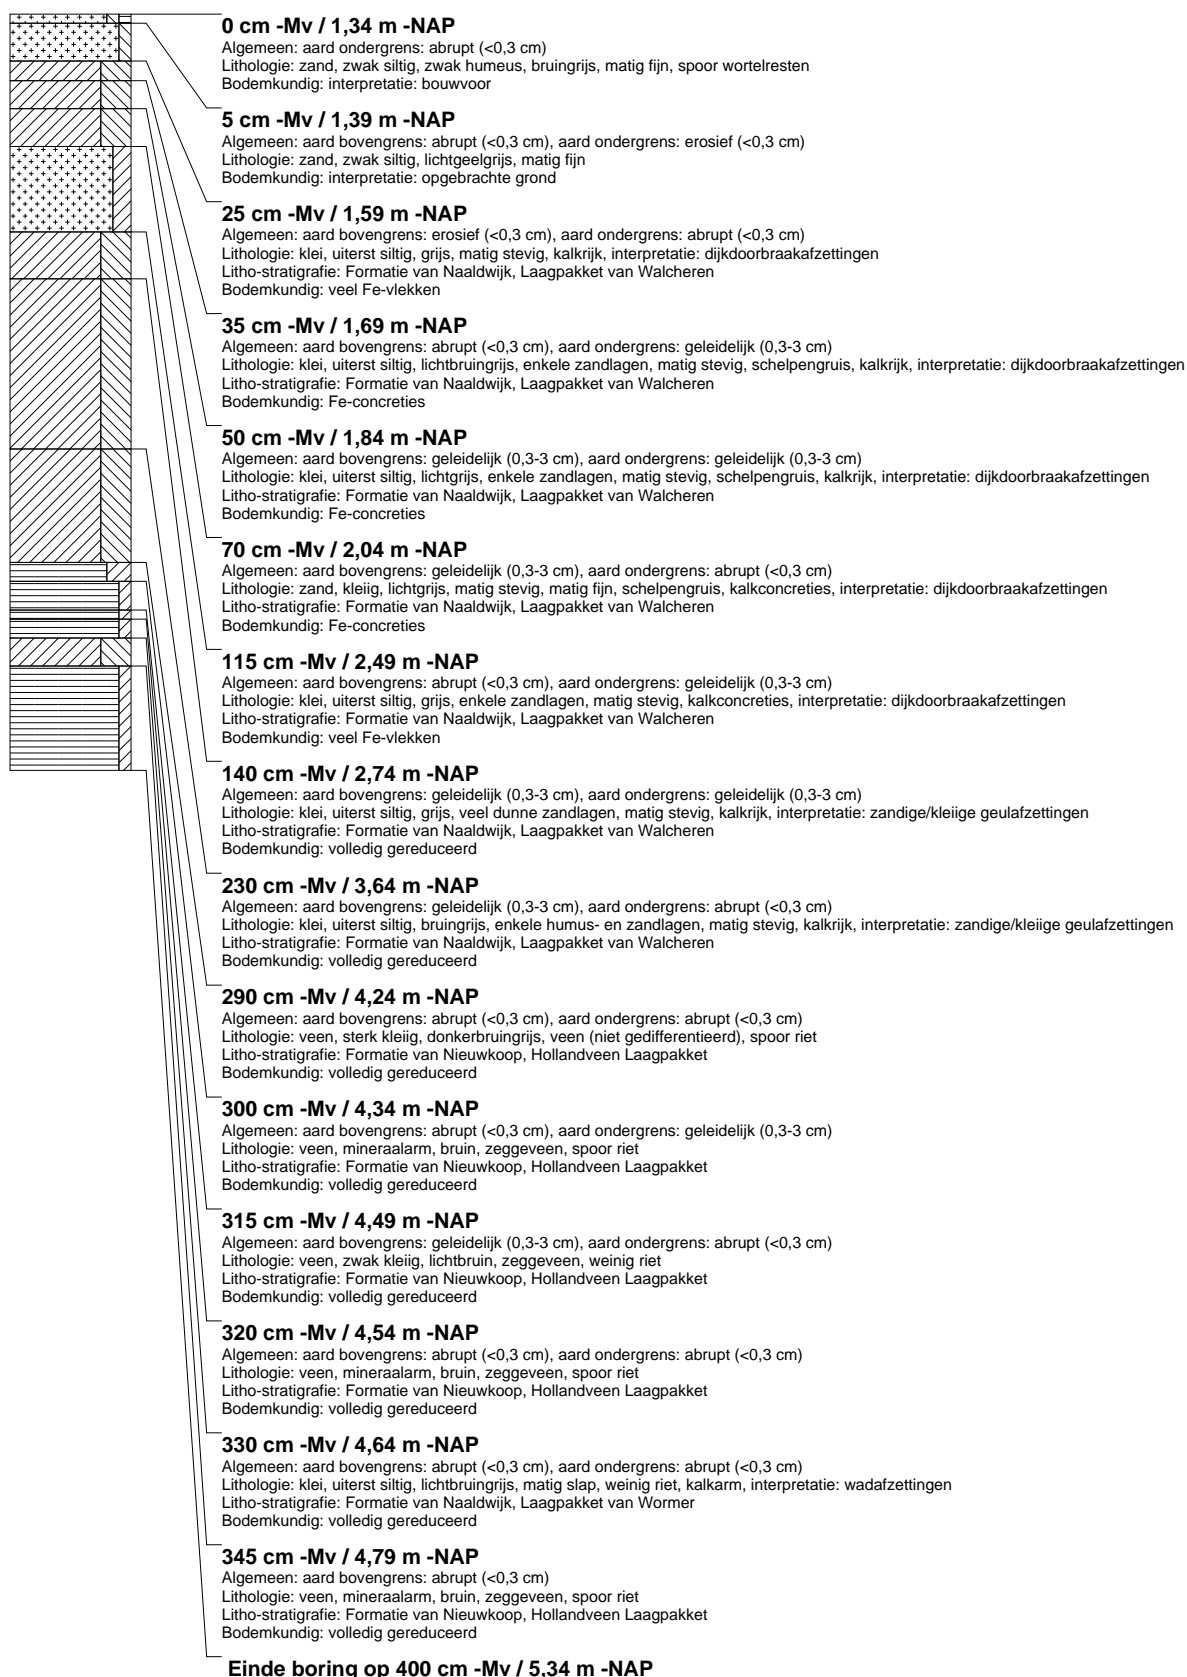 0 cm -Mv / 1,34 m -NAP
Algemeen: aard ondergrens: abrupt (<0,3 cm)
Lithologie: zand, zwak siltig, zwak humeus, bruingrijs, matig fijn, spoor wortelresten
Bodemkundig: interpretatie: bouwvoor
5 cm -Mv / 1,39 m -NAP
Algemeen: aard bovengrens: abrupt (<0,3 cm), aard ondergrens: erosief (<0,3 cm)
Lithologie: zand, zwak siltig, lichtgeelgrijs, matig fijn
Bodemkundig: interpretatie: opgebrachte grond
25 cm -Mv / 1,59 m -NAP
Algemeen: aard bovengrens: erosief (<0,3 cm), aard ondergrens: abrupt (<0,3 cm)
Lithologie: klei, uiterst siltig, grijs, matig stevig, kalkrijk, interpretatie: dijkdoorbraakafzettingen
Litho-stratigrafie: Formatie van Naaldwijk, Laagpakket van Walcheren
Bodemkundig: veel Fe-vlekken
35 cm -Mv / 1,69 m -NAP
Algemeen: aard bovengrens: abrupt (<0,3 cm), aard ondergrens: geleidelijk (0,3-3 cm)
Lithologie: klei, uiterst siltig, lichtbruingrijs, enkele zandlagen, matig stevig, schelpengruis, kalkrijk, interpretatie: dijkdoorbraakafzettingen
Litho-stratigrafie: Formatie van Naaldwijk, Laagpakket van Walcheren
Bodemkundig: Fe-concreties
50 cm -Mv / 1,84 m -NAP
Algemeen: aard bovengrens: geleidelijk (0,3-3 cm), aard ondergrens: geleidelijk (0,3-3 cm)
Lithologie: klei, uiterst siltig, lichtgrijs, enkele zandlagen, matig stevig, schelpengruis, kalkrijk, interpretatie: dijkdoorbraakafzettingen
Litho-stratigrafie: Formatie van Naaldwijk, Laagpakket van Walcheren
Bodemkundig: Fe-concreties
70 cm -Mv / 2,04 m -NAP
Algemeen: aard bovengrens: geleidelijk (0,3-3 cm), aard ondergrens: abrupt (<0,3 cm)
Lithologie: zand, kleiig, lichtgrijs, matig stevig, matig fijn, schelpengruis, kalkconcreties, interpretatie: dijkdoorbraakafzettingen
Litho-stratigrafie: Formatie van Naaldwijk, Laagpakket van Walcheren
Bodemkundig: Fe-concreties
115 cm -Mv / 2,49 m -NAP
Algemeen: aard bovengrens: abrupt (<0,3 cm), aard ondergrens: geleidelijk (0,3-3 cm)
Lithologie: klei, uiterst siltig, grijs, enkele zandlagen, matig stevig, kalkconcreties, interpretatie: dijkdoorbraakafzettingen
Litho-stratigrafie: Formatie van Naaldwijk, Laagpakket van Walcheren
Bodemkundig: veel Fe-vlekken
140 cm -Mv / 2,74 m -NAP
Algemeen: aard bovengrens: geleidelijk (0,3-3 cm), aard ondergrens: geleidelijk (0,3-3 cm)
Lithologie: klei, uiterst siltig, grijs, veel dunne zandlagen, matig stevig, kalkrijk, interpretatie: zandige/kleiige geulafzettingen
Litho-stratigrafie: Formatie van Naaldwijk, Laagpakket van Walcheren
Bodemkundig: volledig gereduceerd
230 cm -Mv / 3,64 m -NAP
Algemeen: aard bovengrens: geleidelijk (0,3-3 cm), aard ondergrens: abrupt (<0,3 cm)
Lithologie: klei, uiterst siltig, bruingrijs, enkele humus- en zandlagen, matig stevig, kalkrijk, interpretatie: zandige/kleiige geulafzettingen
Litho-stratigrafie: Formatie van Naaldwijk, Laagpakket van Walcheren
Bodemkundig: volledig gereduceerd
290 cm -Mv / 4,24 m -NAP
Algemeen: aard bovengrens: abrupt (<0,3 cm), aard ondergrens: abrupt (<0,3 cm)
Lithologie: veen, sterk kleiig, donkerbruingrijs, veen (niet gedifferentieerd), spoor riet
Litho-stratigrafie: Formatie van Nieuwkoop, Hollandveen Laagpakket
Bodemkundig: volledig gereduceerd
300 cm -Mv / 4,34 m -NAP
Algemeen: aard bovengrens: abrupt (<0,3 cm), aard ondergrens: geleidelijk (0,3-3 cm)
Lithologie: veen, mineraalarm, bruin, zeggeveen, spoor riet
Litho-stratigrafie: Formatie van Nieuwkoop, Hollandveen Laagpakket
Bodemkundig: volledig gereduceerd
315 cm -Mv / 4,49 m -NAP
Algemeen: aard bovengrens: geleidelijk (0,3-3 cm), aard ondergrens: abrupt (<0,3 cm)
Lithologie: veen, zwak kleiig, lichtbruin, zeggeveen, weinig riet
Litho-stratigrafie: Formatie van Nieuwkoop, Hollandveen Laagpakket
Bodemkundig: volledig gereduceerd
320 cm -Mv / 4,54 m -NAP
Algemeen: aard bovengrens: abrupt (<0,3 cm), aard ondergrens: abrupt (<0,3 cm)
Lithologie: veen, mineraalarm, bruin, zeggeveen, spoor riet
Litho-stratigrafie: Formatie van Nieuwkoop, Hollandveen Laagpakket
Bodemkundig: volledig gereduceerd
330 cm -Mv / 4,64 m -NAP
Algemeen: aard bovengrens: abrupt (<0,3 cm), aard ondergrens: abrupt (<0,3 cm)
Lithologie: klei, uiterst siltig, lichtbruingrijs, matig slap, weinig riet, kalkarm, interpretatie: wadafzettingen
Litho-stratigrafie: Formatie van Naaldwijk, Laagpakket van Wormer
Bodemkundig: volledig gereduceerd
345 cm -Mv / 4,79 m -NAP
Algemeen: aard bovengrens: abrupt (<0,3 cm)
Lithologie: veen, mineraalarm, bruin, zeggeveen, spoor riet
Litho-stratigrafie: Formatie van Nieuwkoop, Hollandveen Laagpakket
Bodemkundig: volledig gereduceerd
Einde boring op 400 cm -Mv / 5,34 m -NAP